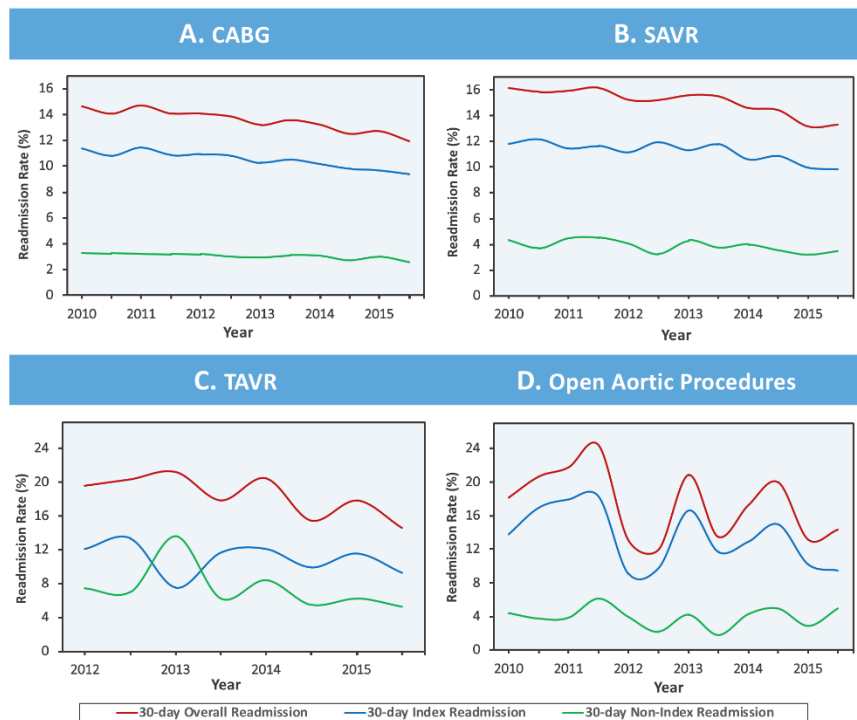 A. CABG
B. SAVR
Readmission Rate (%)
16
14
12
10
8
6
4
2
0
2010 2011 2012 2013 2014 2015
Year
Readmission Rate (%)
16
14
12
10
8
6
4
2
0
2010 2011 2012 2013 2014 2015
Year
C. TAVR
D. Open Aortic Procedures
Readmission Rate (%)
24
20
16
12
8
4
0
2012 2013 2014 2015
Year
Readmission Rate (%)
24
20
16
12
8
4
0
2010 2011 2012 2013 2014 2015
Year
30-day Overall Readmission 30-day Index Readmission 30-day Non-Index Readmission